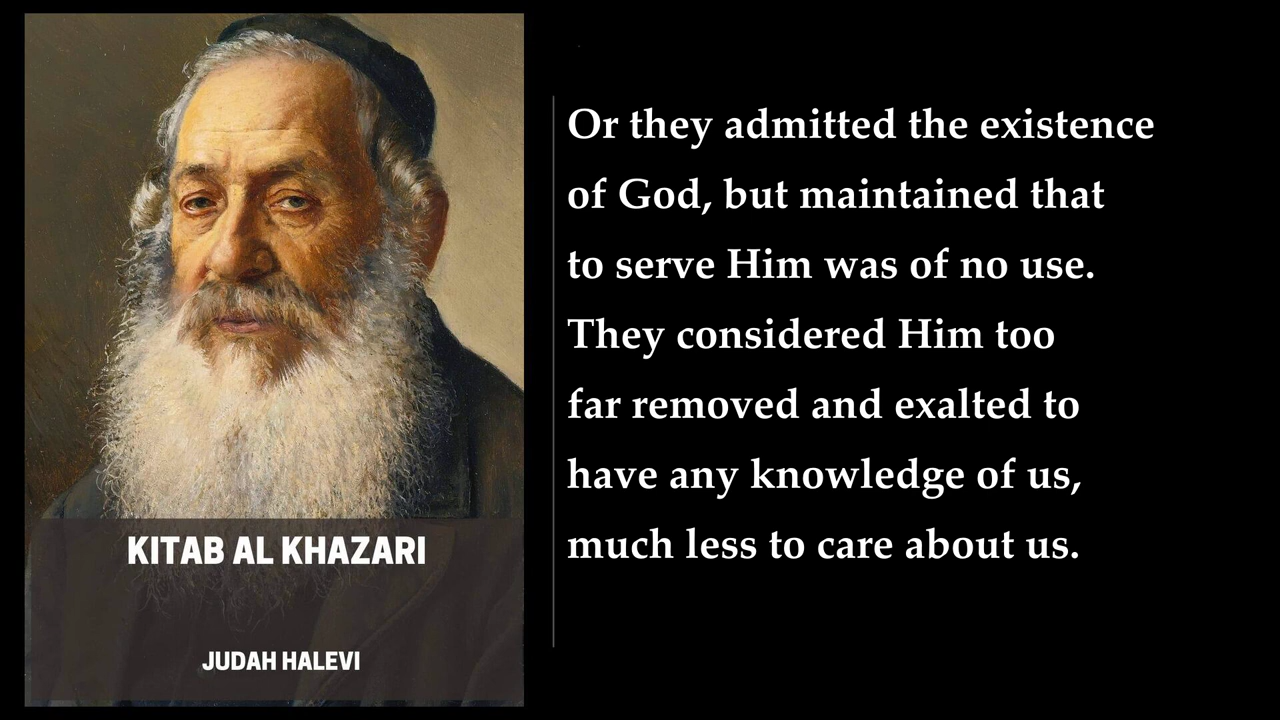 KITAB AL KHAZARI
JUDAH HALEVI
Or they admitted the existence
of God, but maintained that
to serve Him was of no use.
They considered Him too
far removed and exalted to
have any knowledge of us,
much less to care about us.